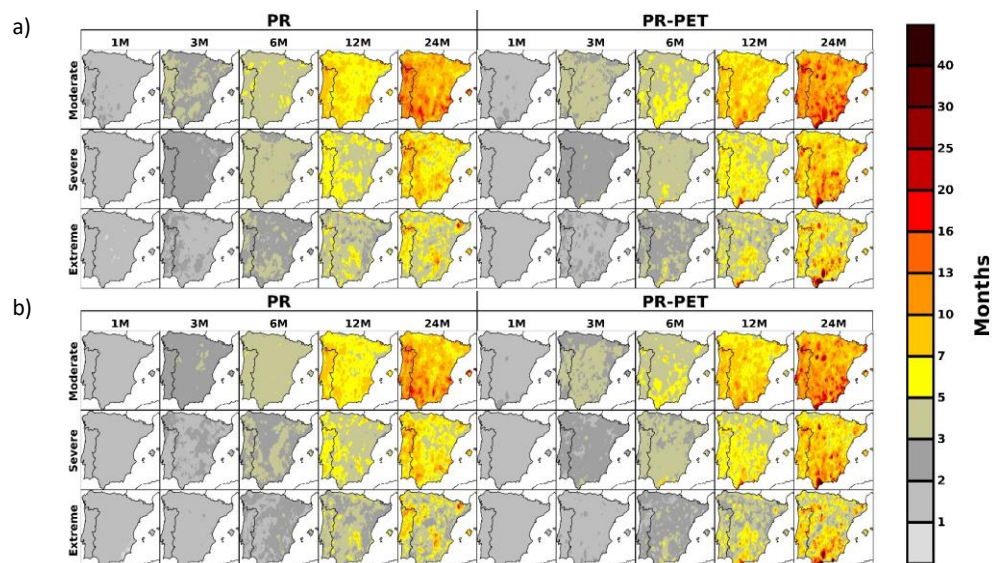 a)
PR PR-PET
1M 3M 6M 12M 24M 1M 3M 6M 12M 24M
Moderate
Severe
Extreme
b)
PR PR-PET
1M 3M 6M 12M 24M 1M 3M 6M 12M 24M
Moderate
Severe
Extreme
40
30
25
20
16
13
10
7
5
3
2
1
Months